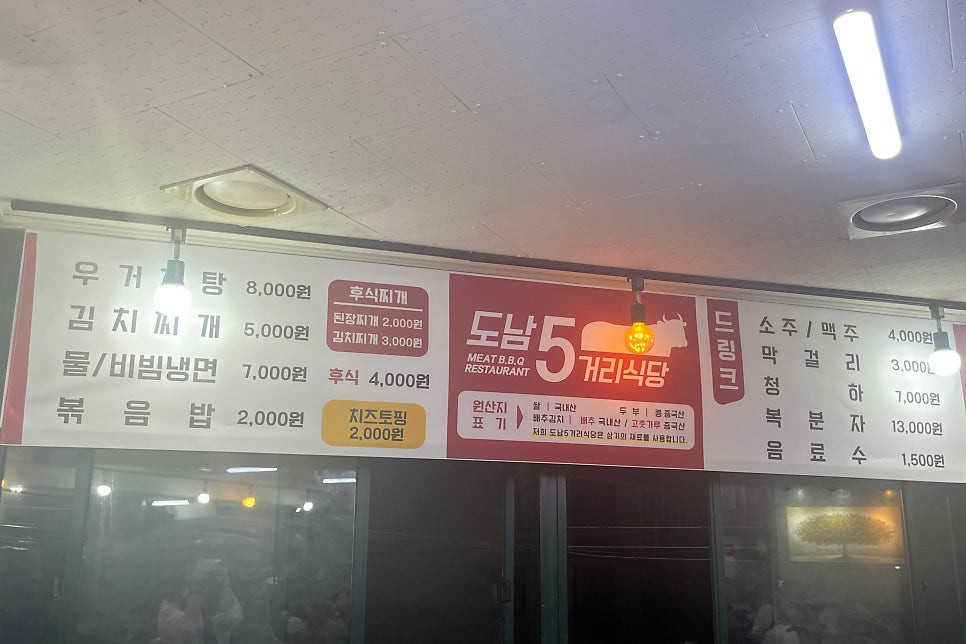 우거지탕 8,000원
김치찌개 5,000원
물/비빔냉면 7,000원
볶음밥 2,000원
후식찌개
된장찌개 2,000원
김치찌개 3,000원
후식 4,000원
치즈토핑
2,000원
도남5거리식당
MEAT B.B.Q
RESTAURANT
원산지
표기
쌀 | 국내산 두부 | 콩 중국산
배추김치 | 배추 국내산 / 고춧가루 중국산
저희 도남5거리식당은 상기의 재료를 사용합니다.
드링크
소주/맥주 4,000원
막걸리 3,000원
청하 7,000원
복분자 13,000원
음료수 1,500원